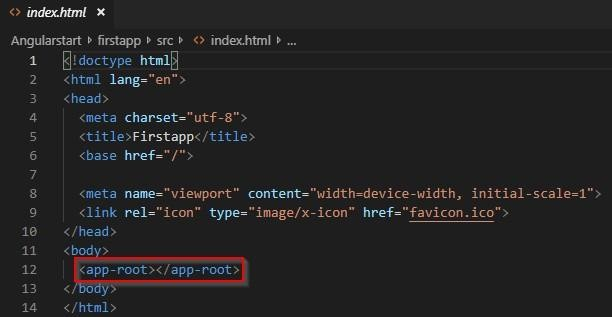 index.html ×
Angularstart > firstapp > src > index.html > ...
1 <!doctype html>
2 <html lang="en">
3 <head>
4 <meta charset="utf-8">
5 <title>Firstapp</title>
6 <base href="/">
7
8 <meta name="viewport" content="width=device-width, initial-scale=1">
9 <link rel="icon" type="image/x-icon" href="favicon.ico">
10 </head>
11 <body>
12 <app-root></app-root>
13 </body>
14 </html>